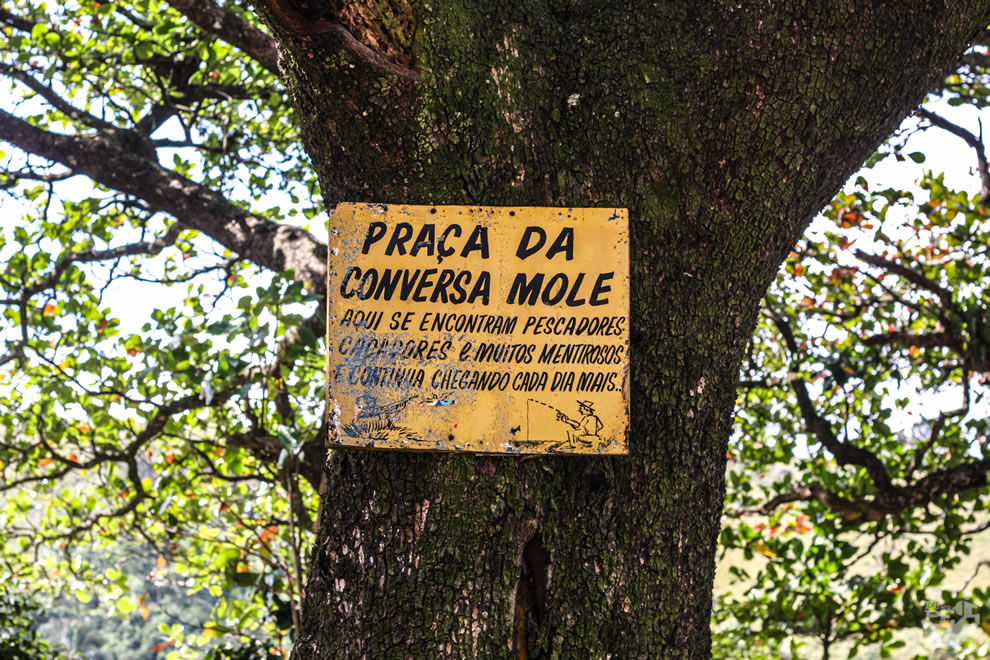 PRAÇA DA
CONVERSA MOLE
AQUI SE ENCONTRAM PESCADORES
CAÇADORES e MUITOS MENTIROSOS
E CONTINUA CHEGANDO CADA DIA MAIS...